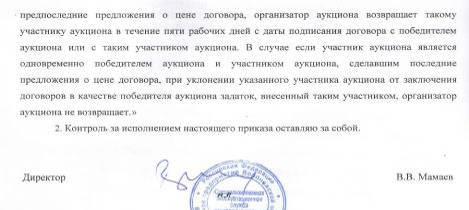 предпоследние предложения о цене договора, организатор аукциона возвращает такому
участнику аукциона в течение пяти рабочих дней с даты подписания договора с победителем
аукциона или с таким участником аукциона. В случае если участник аукциона является
одновременно победителем аукциона и участником аукциона, сделавшим последние
предложения о цене договора, при уклонении указанного участника аукциона от заключения
договоров в качестве победителя аукциона задаток, внесенный таким участником, организатор
аукциона не возвращает.»
2. Контроль за исполнением настоящего приказа оставляю за собой.
Директор
В.В. Мамаев